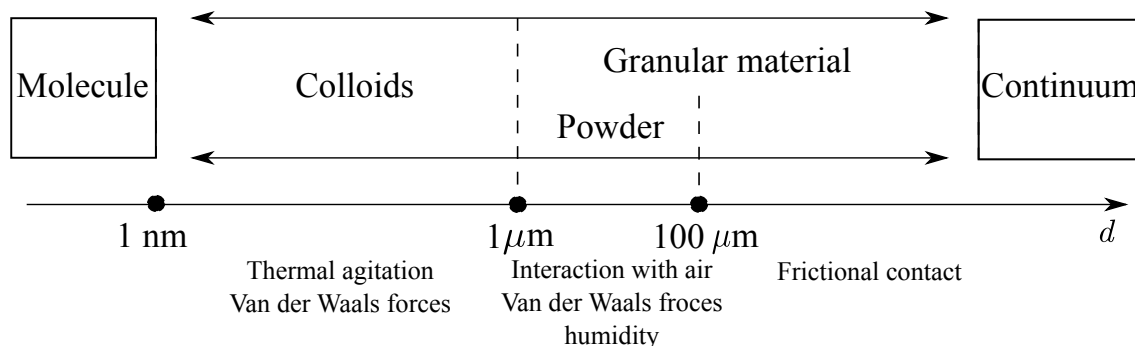 Molecule
Colloids
Granular material
Powder
Continuum
1 nm
1μm
100 μm
d
Thermal agitation
Van der Waals forces
Interaction with air
Van der Waals froces
humidity
Frictional contact